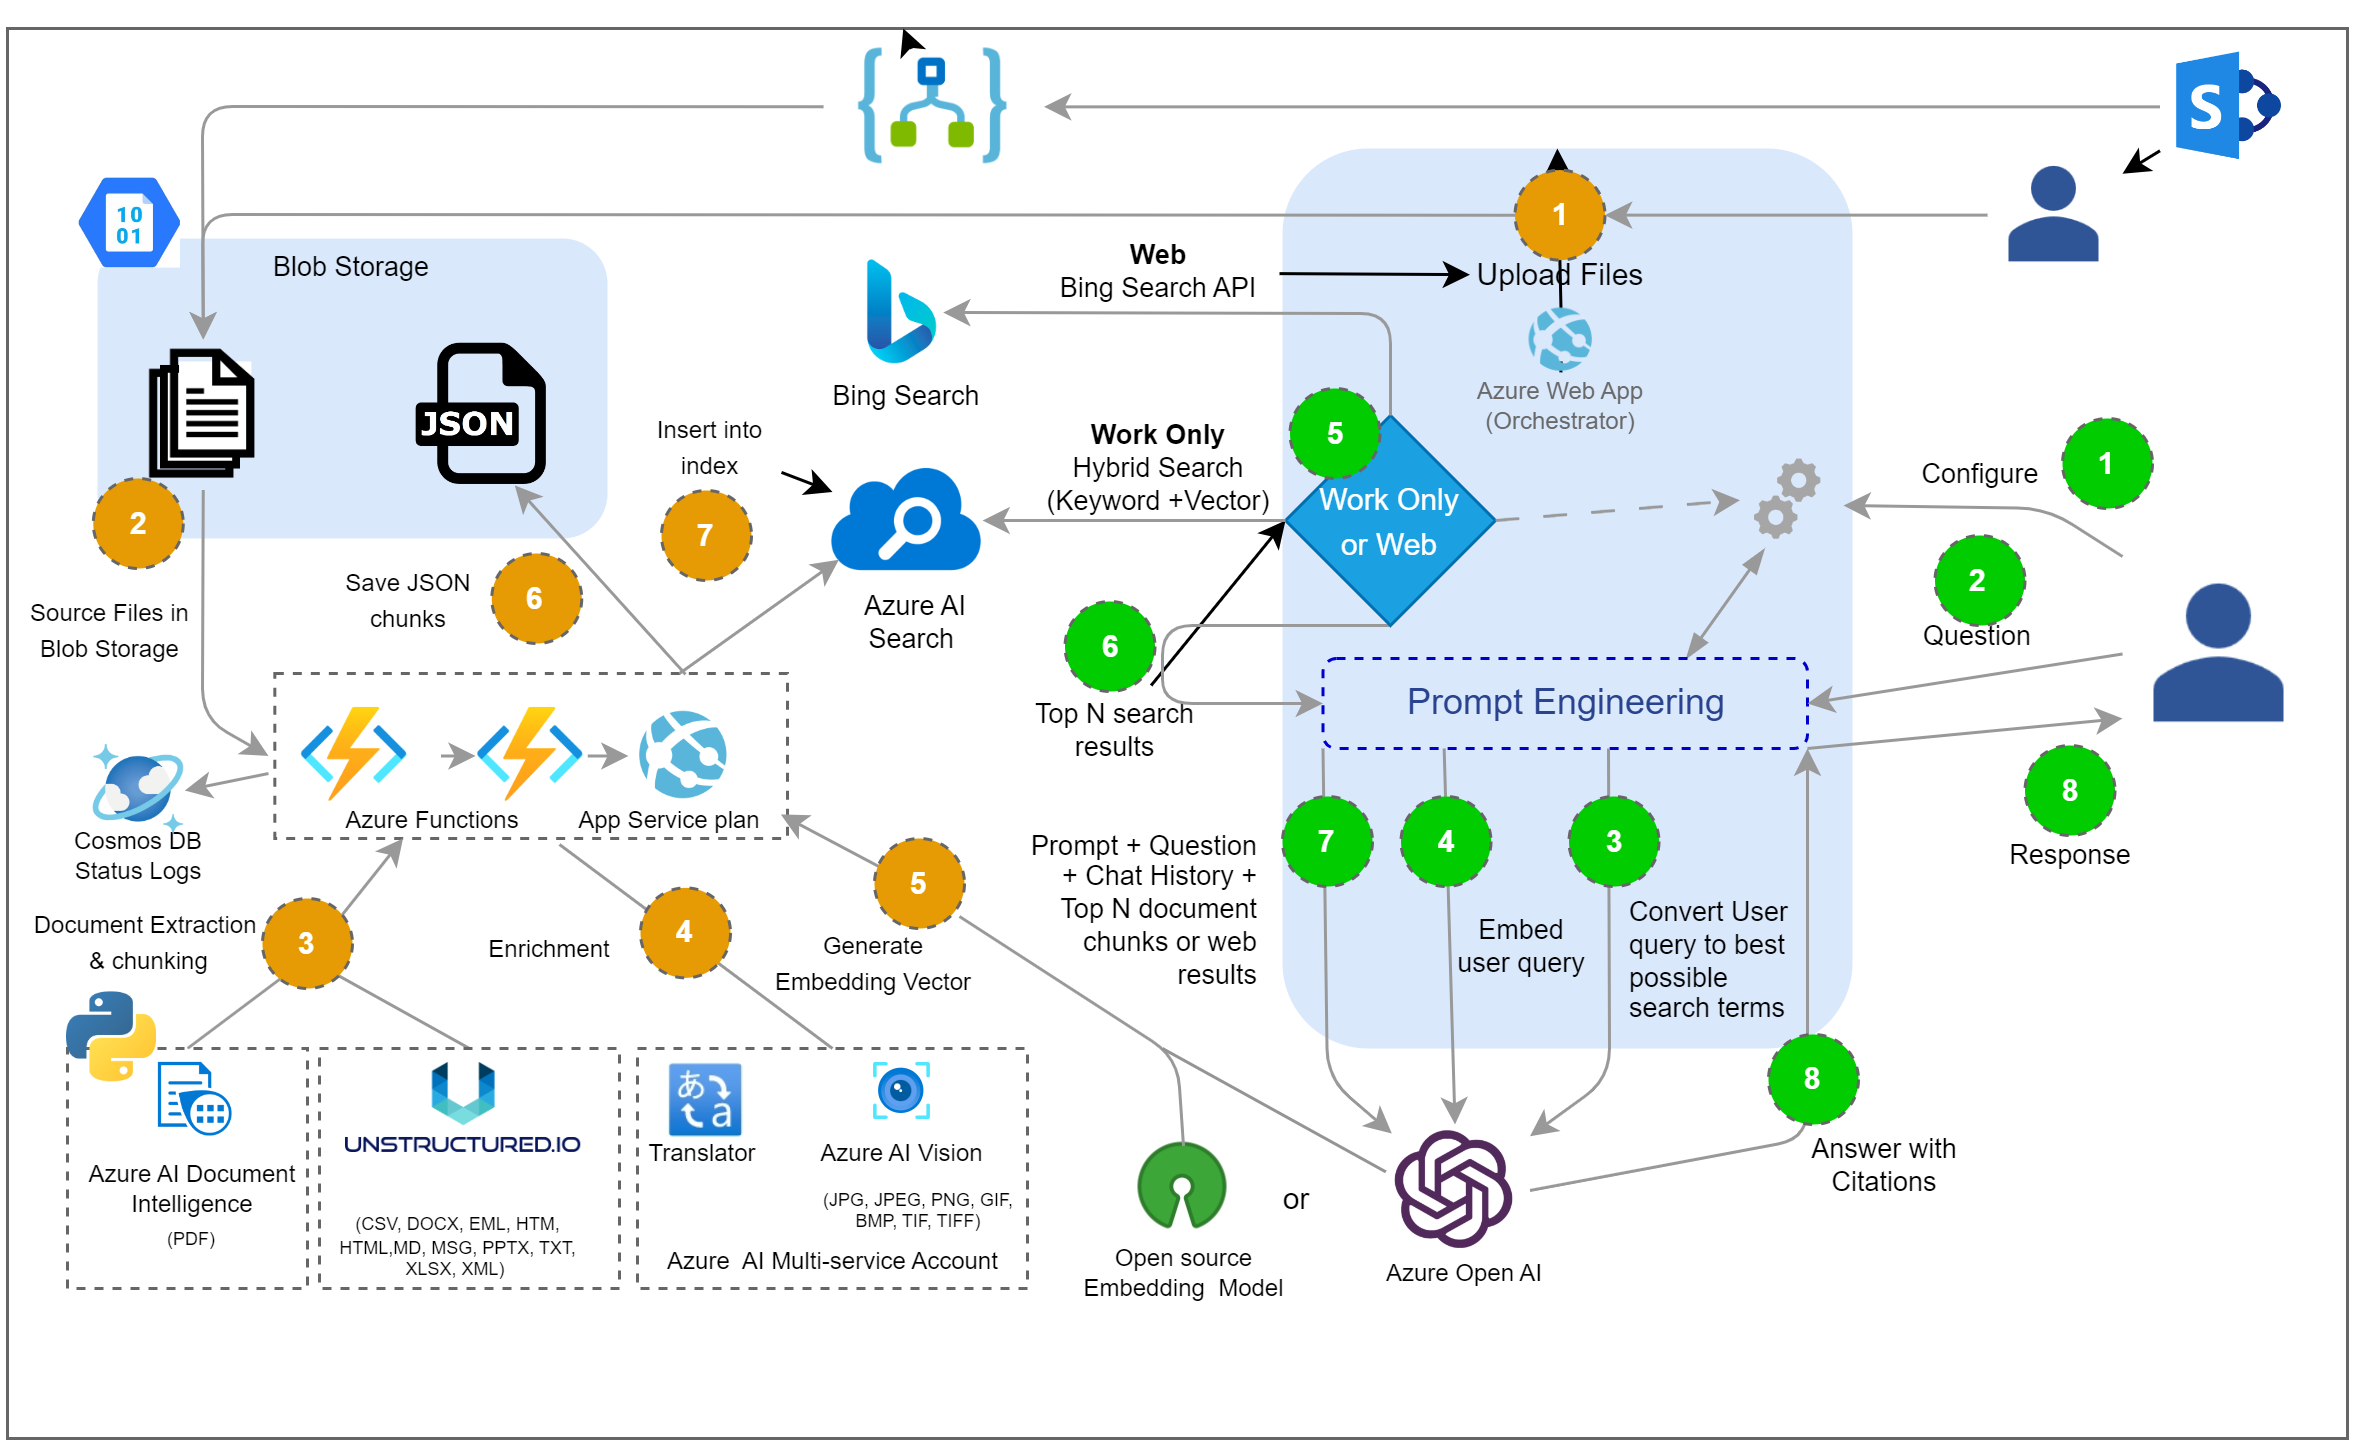 S
10
01
Blob Storage
1
Web
Bing Search API
Upload Files
Azure Web App
(Orchestrator)
Bing Search
JSON
Insert into
index
7
Work Only
Hybrid Search
(Keyword +Vector)
5
Work Only
or Web
Configure
1
2
Question
2
Source Files in
Blob Storage
Save JSON
chunks
6
Azure AI
Search
6
Top N search
results
Prompt Engineering
8
Response
Cosmos DB
Status Logs
Azure Functions
App Service plan
Document Extraction
& chunking
3
Enrichment
4
5
Generate
Embedding Vector
Prompt + Question
+ Chat History +
Top N document
chunks or web
results
7
4
3
Embed
user query
Convert User
query to best
possible
search terms
8
Answer with
Citations
Azure AI Document
Intelligence
(PDF)
UNSTRUCTURED.IO
(CSV, DOCX, EML, HTM,
HTML,MD, MSG, PPTX, TXT,
XLSX, XML)
あ
a
Translator
Azure AI Vision
(JPG, JPEG, PNG, GIF,
BMP, TIF, TIFF)
Azure  AI Multi-service Account
Open source
Embedding  Model
or
Azure Open AI